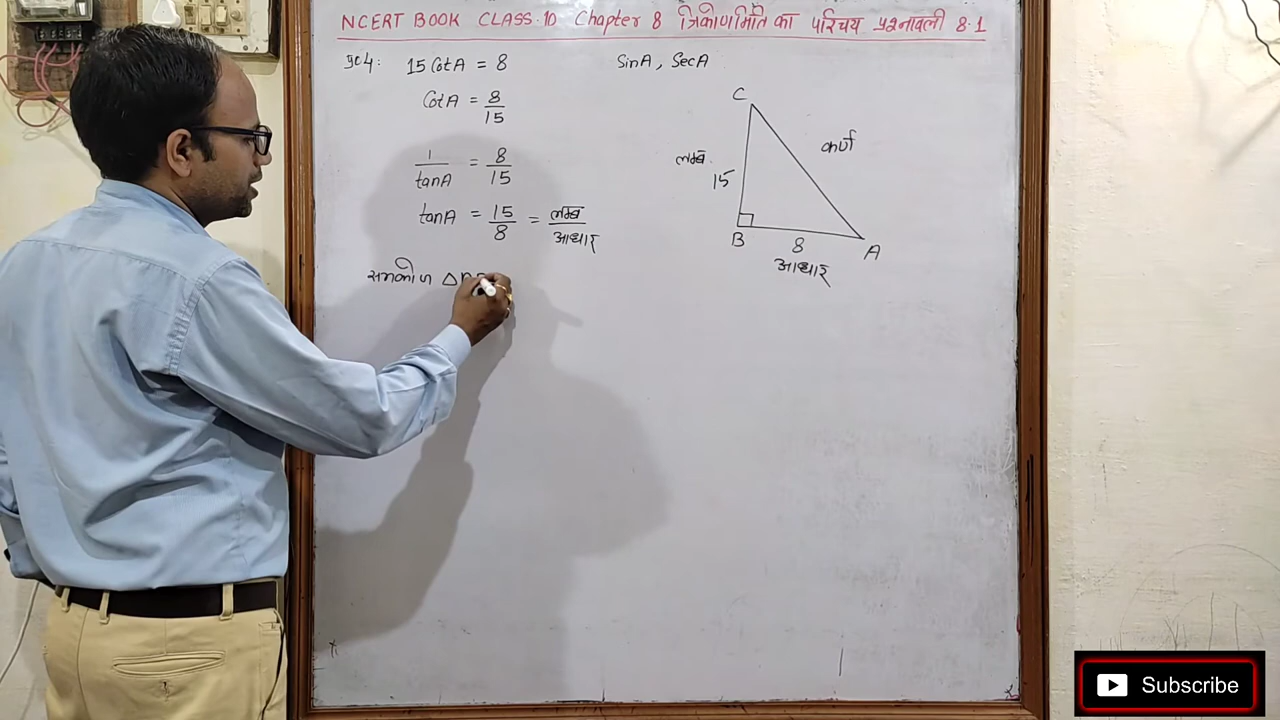 NCERT BOOK CLASS-10 Chapter 8 त्रिकोणमिति का परिचय प्रश्नावली 8.1
प्र04: 15 CotA = 8
SinA, SecA
CotA = 8/15
1/tanA = 8/15
tanA = 15/8 = लम्ब/आधार
समकोण △
C
कर्ण
लम्ब
15
B
8
A
आधार
Subscribe